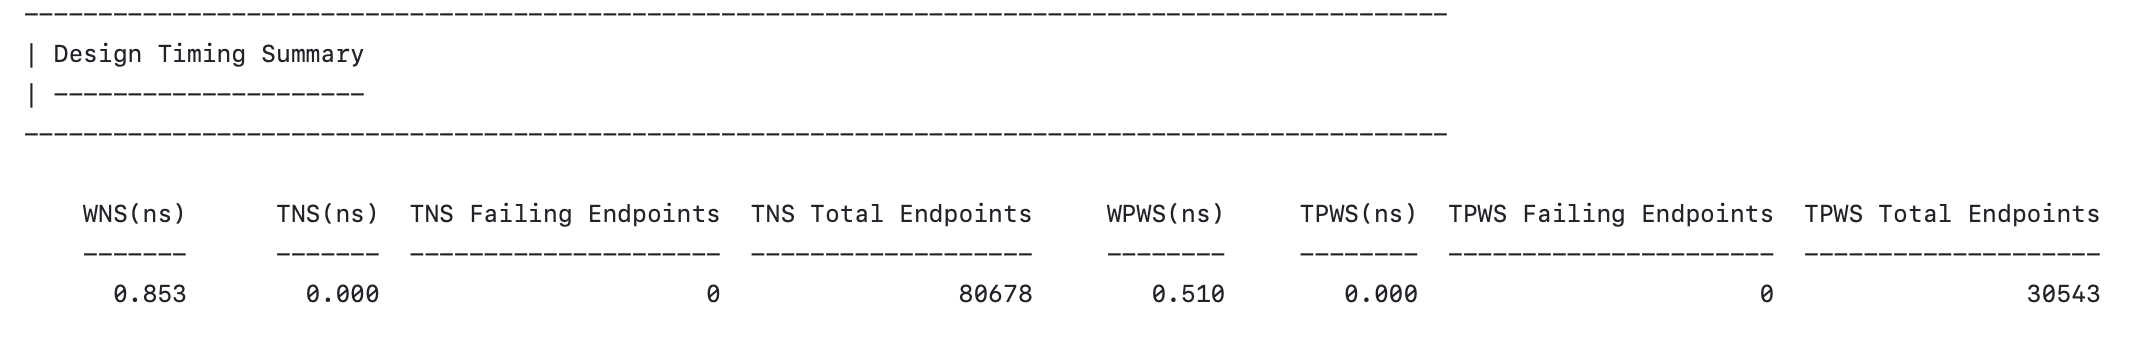 ------------------------------------------------------------------------------------------------
| Design Timing Summary
| ---------------------
------------------------------------------------------------------------------------------------
    WNS(ns)      TNS(ns)  TNS Failing Endpoints  TNS Total Endpoints     WPWS(ns)     TPWS(ns)  TPWS Failing Endpoints  TPWS Total Endpoints
    -------      -------  ---------------------  -------------------     --------     --------  ----------------------  --------------------
      0.853        0.000                      0                80678        0.510        0.000                       0                 30543